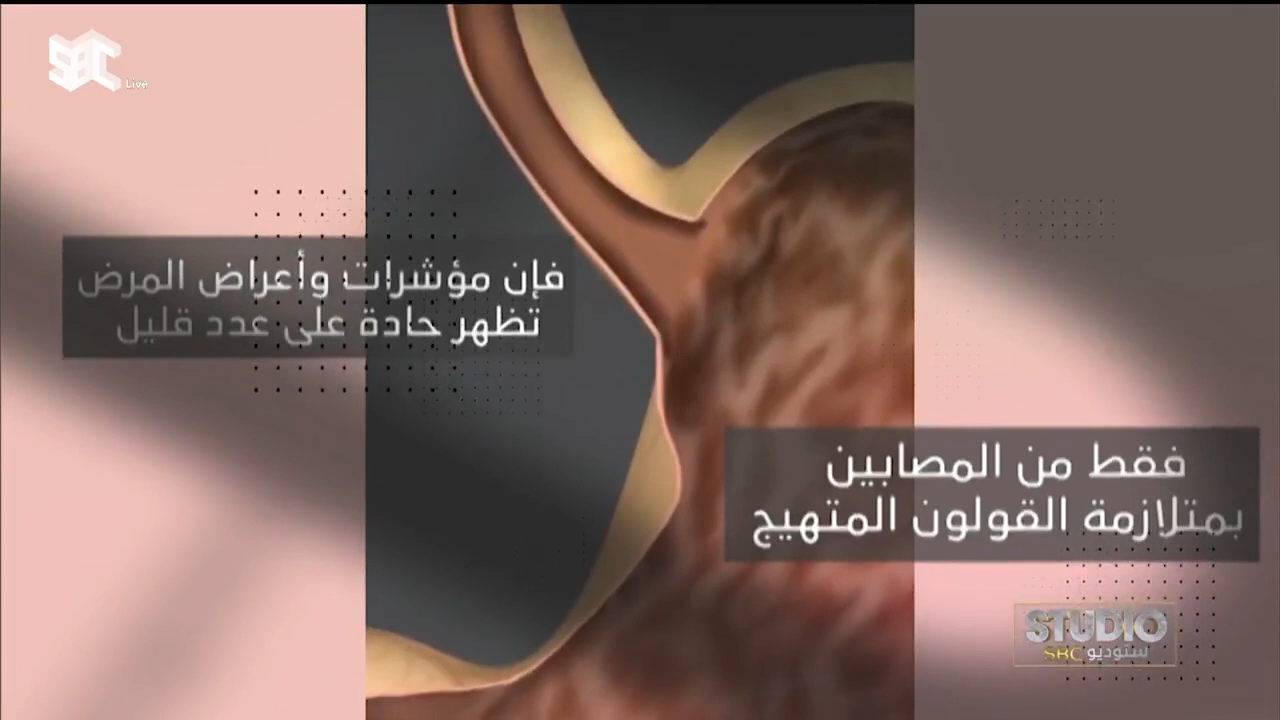 SBC
Live
فإن مؤشرات وأعراض المرض
تظهر حادة على عدد قليل
فقط من المصابين
بمتلازمة القولون المتهيج
STUDIO
ستوديو SBC